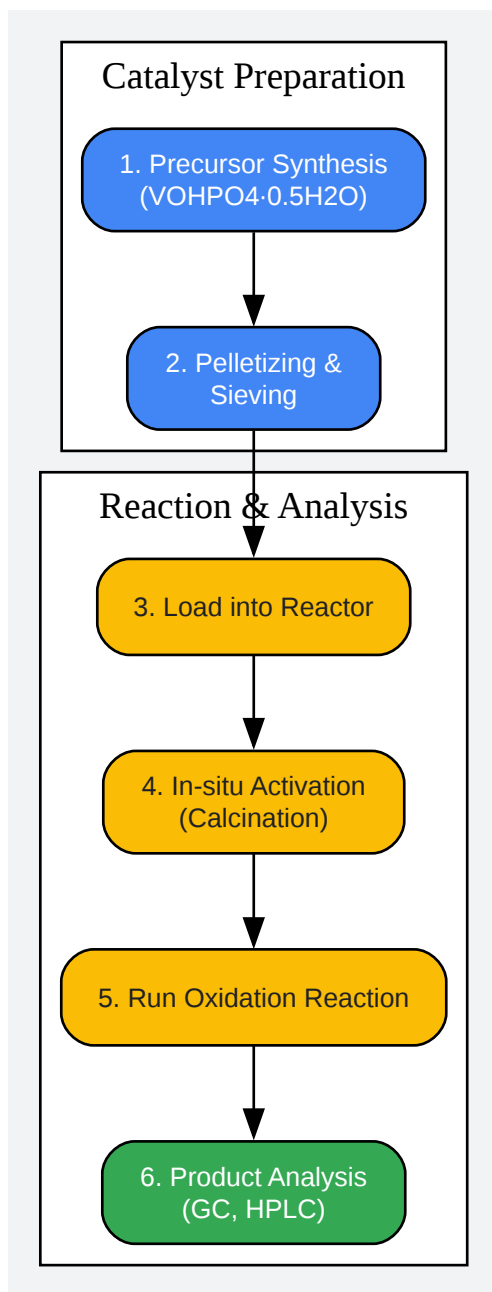 Catalyst Preparation
1. Precursor Synthesis
(VOHPO4·0.5H2O)
2. Pelletizing &
Sieving
Reaction & Analysis
3. Load into Reactor
4. In-situ Activation
(Calcination)
5. Run Oxidation Reaction
6. Product Analysis
(GC, HPLC)